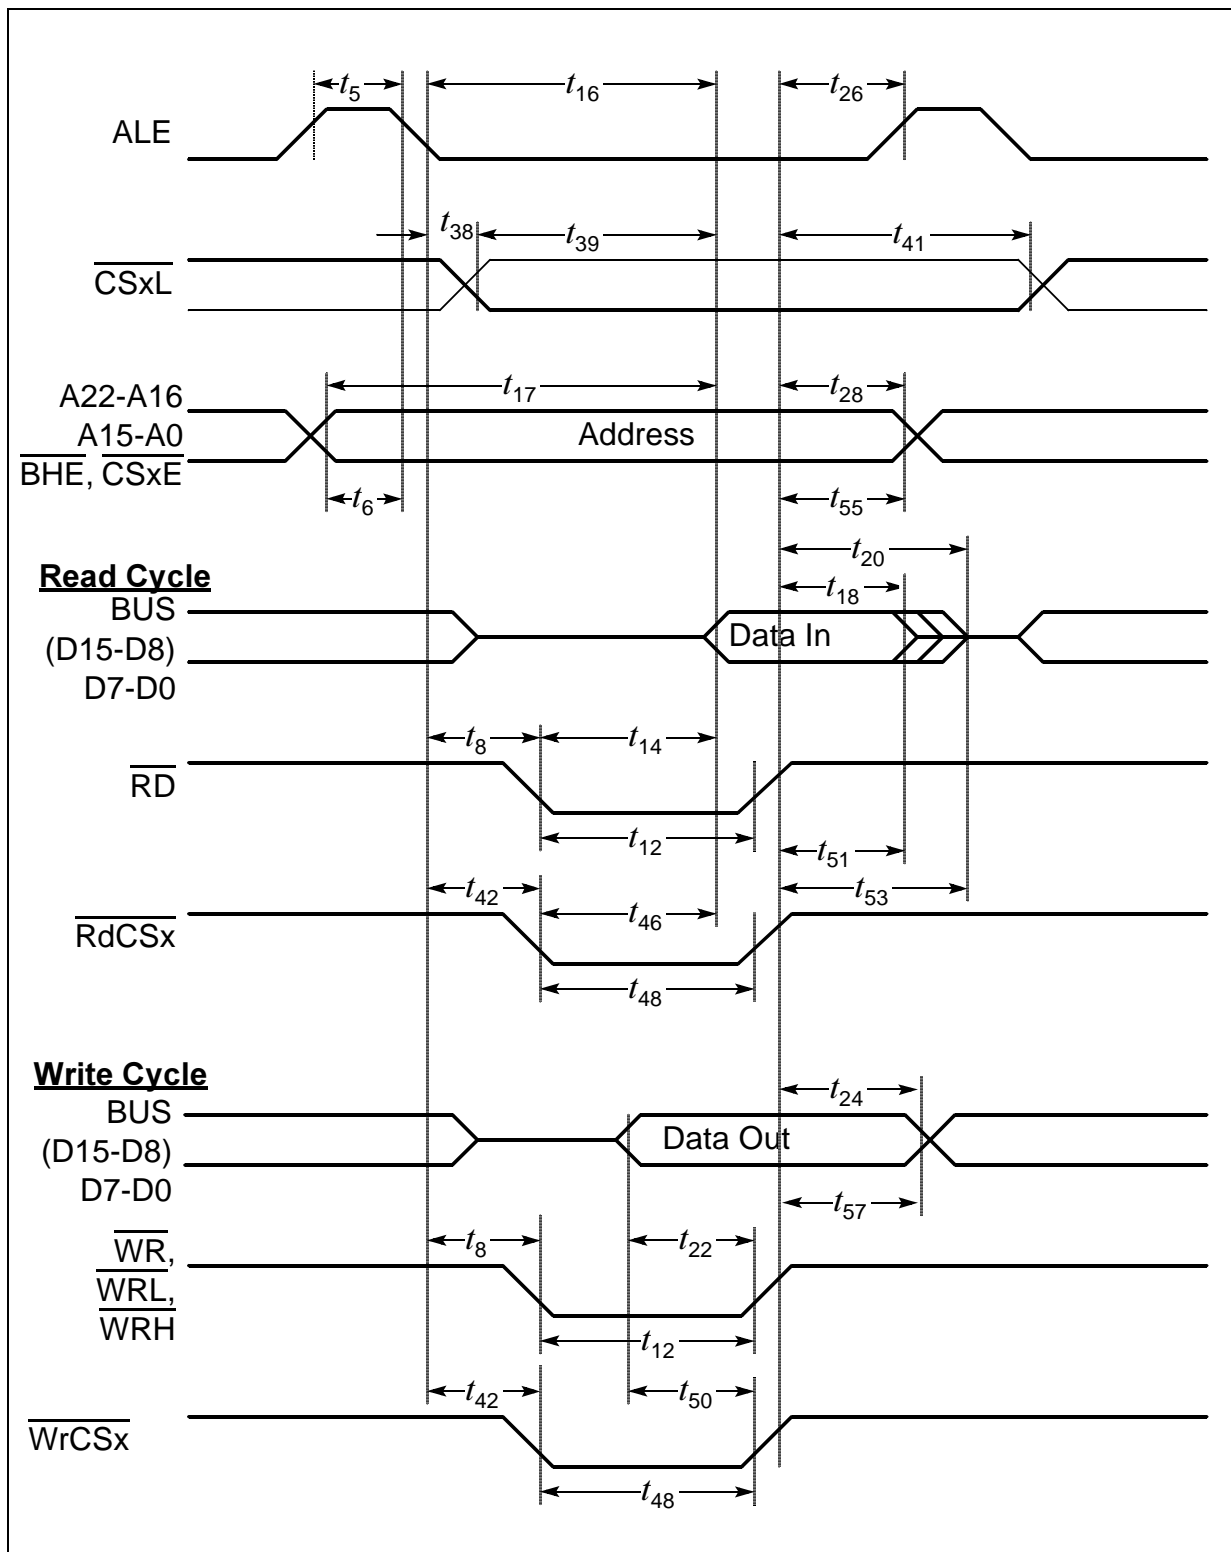 t5
t16
t26
ALE
t38
t39
t41
CSxL
t17
t28
A22-A16
A15-A0
BHE, CSxE
Address
t6
t55
t20
Read Cycle
t18
BUS
(D15-D8)
D7-D0
Data In
t8
t14
RD
t12
t51
t42
t53
t46
RdCSx
t48
Write Cycle
t24
BUS
(D15-D8)
D7-D0
Data Out
t57
t8
t22
WR,
WRL,
WRH
t12
t42
t50
WrCSx
t48